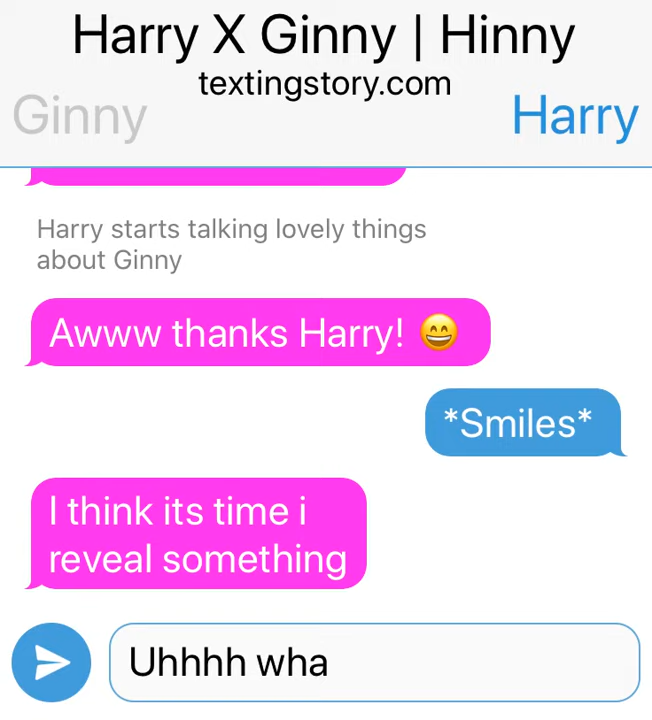 Harry X Ginny | Hinny
textingstory.com
Ginny
Harry
Harry starts talking lovely things
about Ginny
Awww thanks Harry! 😄
*Smiles*
I think its time i
reveal something
Uhhhh wha